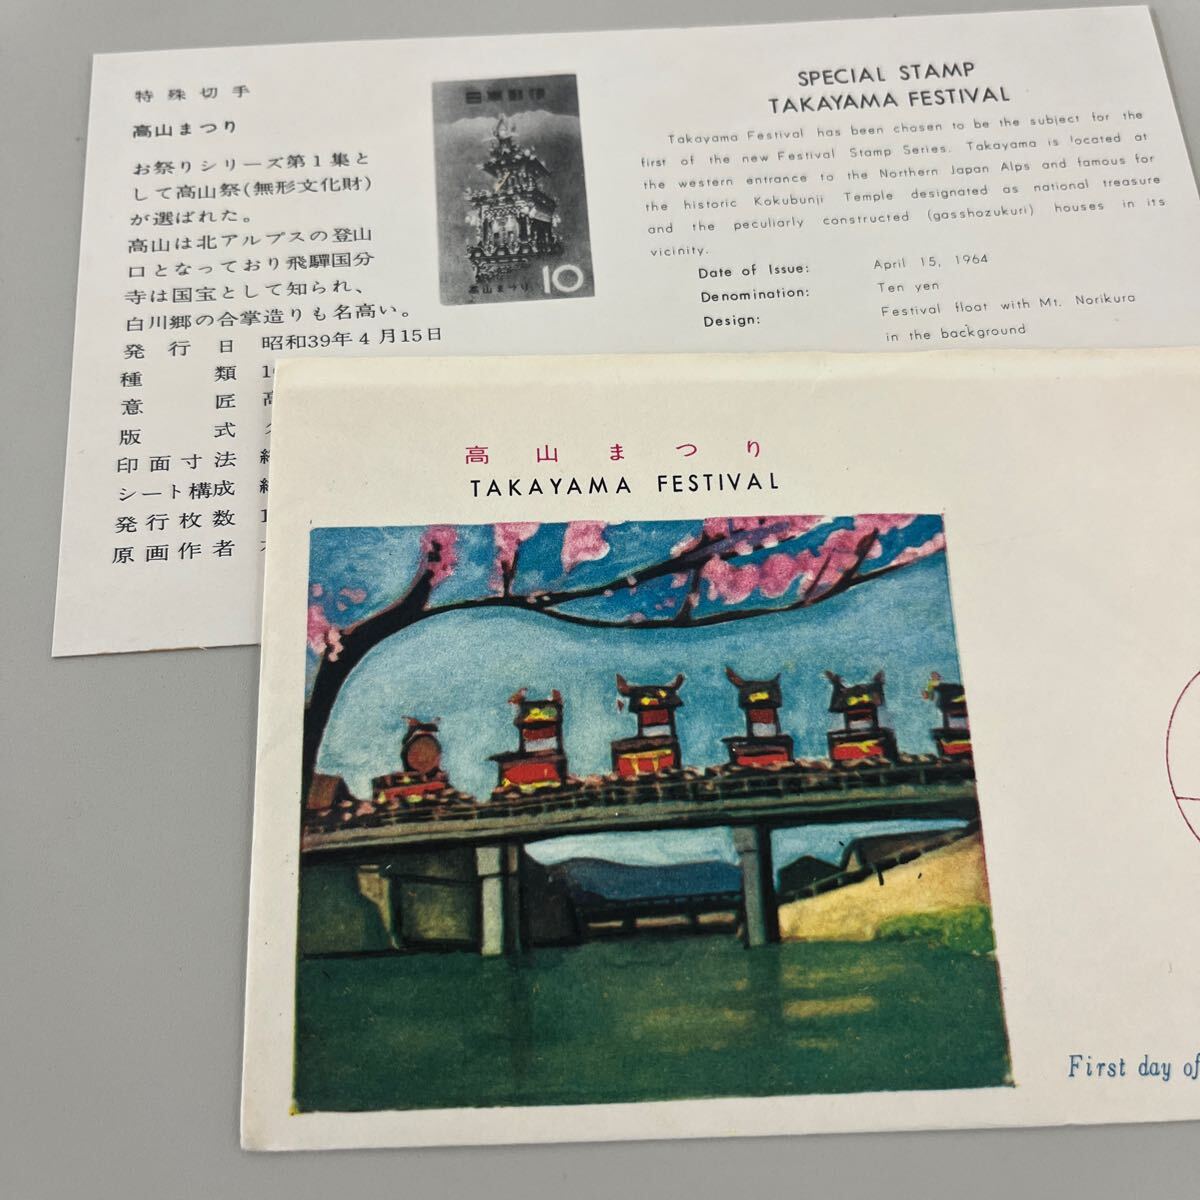 特殊切手
高山まつり
お祭りシリーズ第1集と
して高山祭(無形文化財)
が選ばれた。
高山は北アルプスの登山
口となっており飛驒国分
寺は国宝として知られ、
白川郷の合掌造りも名高い。
発行日 昭和39年4月15日
種類
意匠
版式
印面寸法
シート構成
発行枚数
原画作者
日本郵便
高山まつり 10
SPECIAL STAMP
TAKAYAMA FESTIVAL
Takayama Festival has been chosen to be the subject for the
first of the new Festival Stamp Series. Takayama is located at
the western entrance to the Northern Japan Alps and famous for
the historic Kokubunji Temple designated as national treasure
and the peculiarly constructed (gasshozukuri) houses in its
vicinity.
Date of Issue: April 15, 1964
Denomination: Ten yen
Design: Festival float with Mt. Norikura
in the background
高山まつり
TAKAYAMA FESTIVAL
First day of